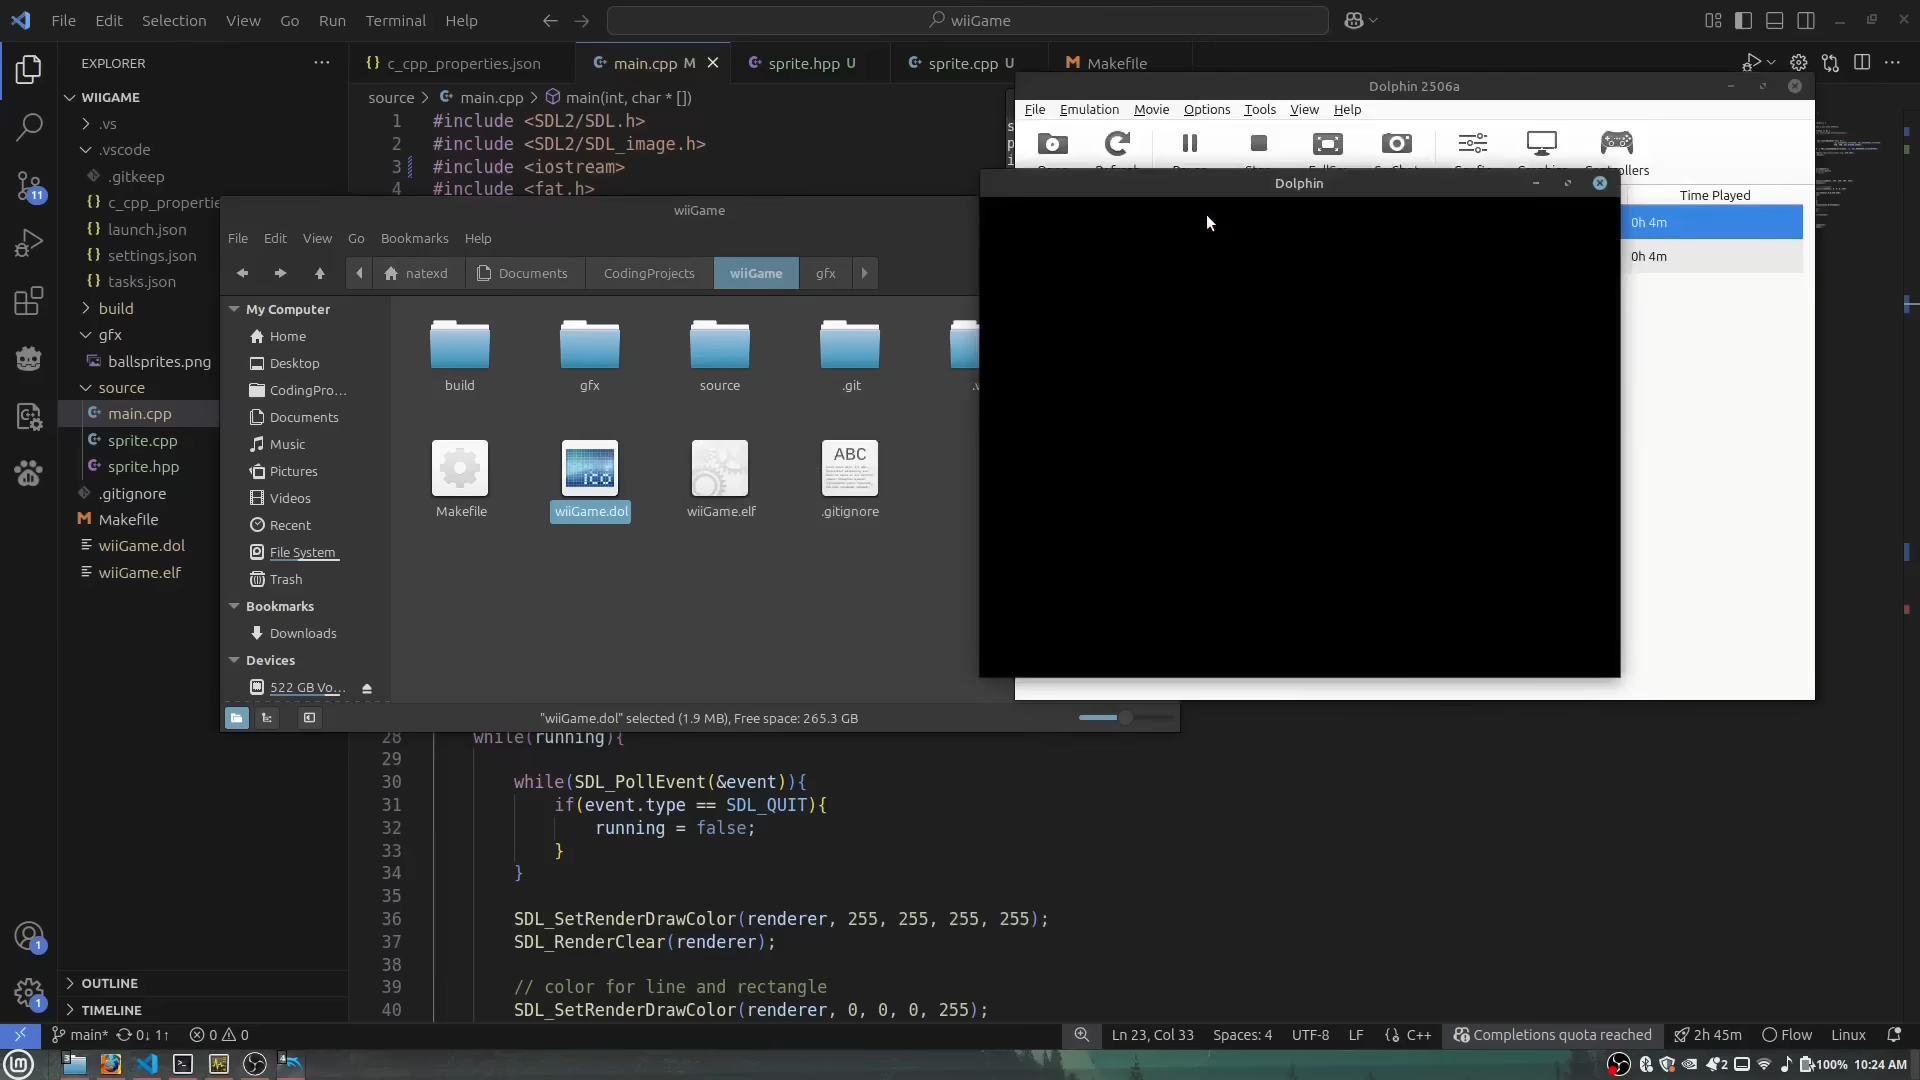 File Edit Selection View Go Run Terminal Help
wiiGame
EXPLORER
c_cpp_properties.json
main.cpp M
sprite.hpp U
sprite.cpp U
Makefile
WIIGAME
.vs
.vscode
.gitkeep
c_cpp_propertie
launch.json
settings.json
tasks.json
build
gfx
ballsprites.png
source
main.cpp
sprite.cpp
sprite.hpp
.gitignore
Makefile
wiiGame.dol
wiiGame.elf
OUTLINE
TIMELINE
11
1
1
source > main.cpp > main(int, char * [])
1 #include <SDL2/SDL.h>
2 #include <SDL2/SDL_image.h>
3 #include <iostream>
4 #include <fat.h>
wiiGame
File Edit View Go Bookmarks Help
natexd Documents CodingProjects wiiGame gfx
My Computer
Home
Desktop
CodingPro...
Documents
Music
Pictures
Videos
Recent
File System
Trash
Bookmarks
Downloads
Devices
522 GB Vo...
build gfx source .git
Makefile wiiGame.dol wiiGame.elf .gitignore
ico
ABC
"wiiGame.dol" selected (1.9 MB), Free space: 265.3 GB
Dolphin 2506a
File Emulation Movie Options Tools View Help
Dolphin
Time Played
0h 4m
0h 4m
28 while(running){
29
30 while(SDL_PollEvent(&event)){
31 if(event.type == SDL_QUIT){
32 running = false;
33 }
34 }
35
36 SDL_SetRenderDrawColor(renderer, 255, 255, 255, 255);
37 SDL_RenderClear(renderer);
38
39 // color for line and rectangle
40 SDL_SetRenderDrawColor(renderer, 0, 0, 0, 255);
main* 0↓ 1↑ 0 0
Ln 23, Col 33 Spaces: 4 UTF-8 LF {} C++ Completions quota reached 2h 45m Flow Linux
3 4 2 100% 10:24 AM